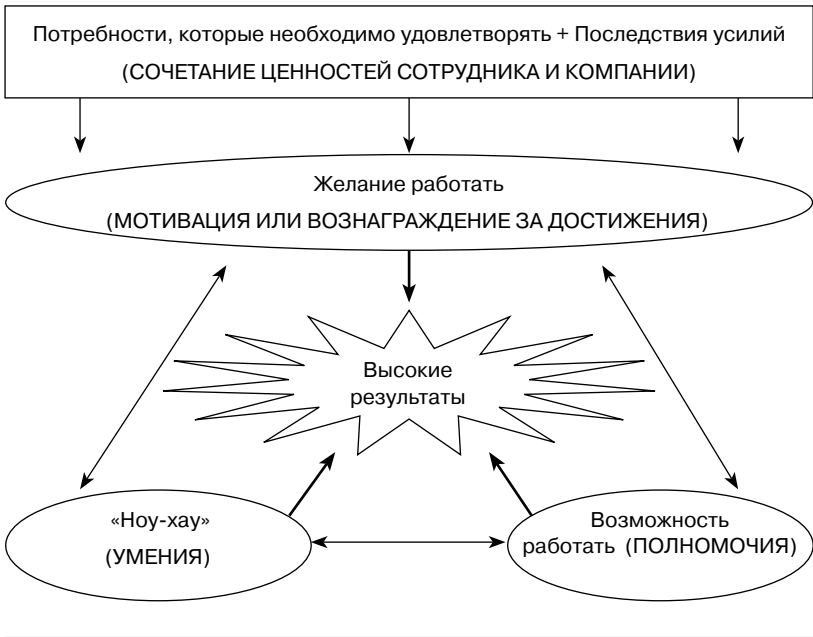 Потребности, которые необходимо удовлетворять + Последствия усилий
(СОЧЕТАНИЕ ЦЕННОСТЕЙ СОТРУДНИКА И КОМПАНИИ)
Желание работать
(МОТИВАЦИЯ ИЛИ ВОЗНАГРАЖДЕНИЕ ЗА ДОСТИЖЕНИЯ)
Высокие
результаты
«Ноу-хау»
(УМЕНИЯ)
Возможность
работать (ПОЛНОМОЧИЯ)